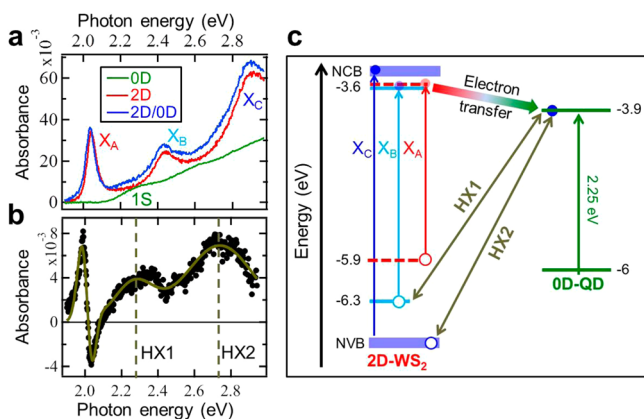 Photon energy (eV)
2.0 2.2 2.4 2.6 2.8
a
x10⁻³
60
40
20
0
Absorbance
0D
2D
2D/0D
X_A
X_B
X_C
1S
b
x10⁻³
8
4
0
-4
Absorbance
HX1
HX2
2.0 2.2 2.4 2.6 2.8
Photon energy (eV)
c
Energy (eV)
NCB
-3.6
-5.9
-6.3
NVB
X_C
X_B
X_A
Electron
transfer
HX1
HX2
2.25 eV
-3.9
-6
0D-QD
2D-WS₂